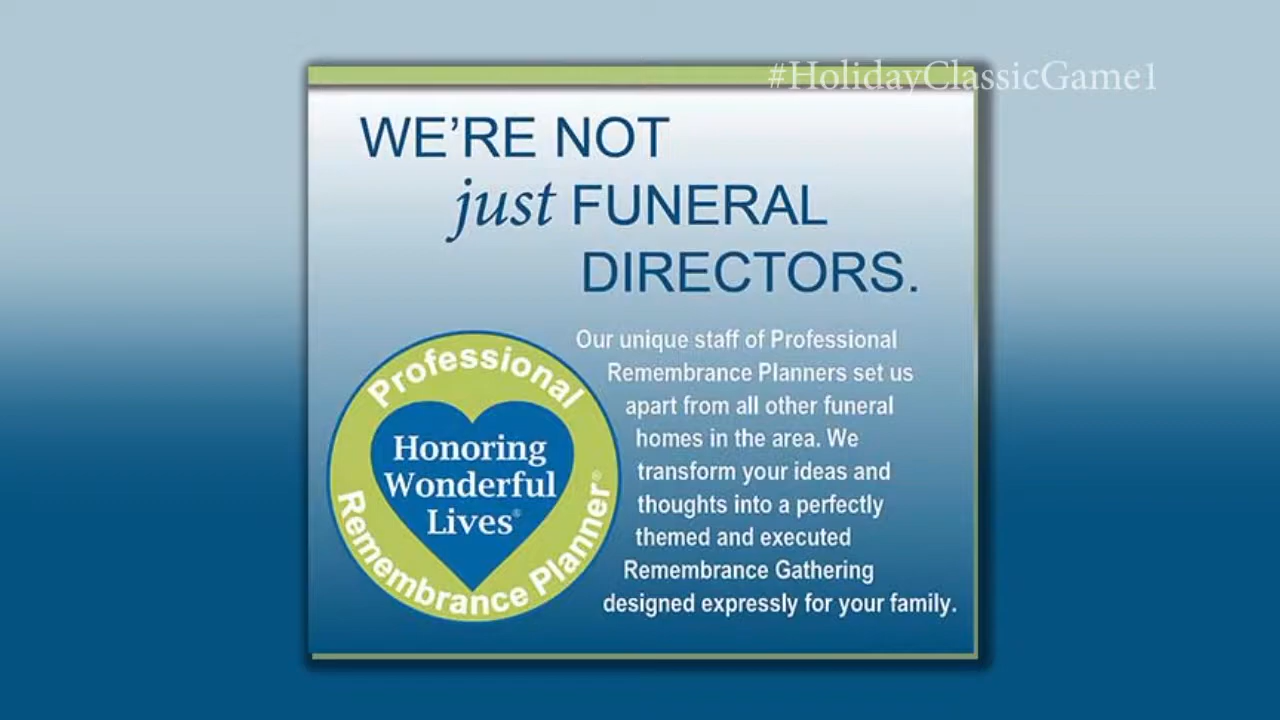 #HolidayClassicGame1
WE'RE NOT
just FUNERAL
DIRECTORS.
Our unique staff of Professional
Remembrance Planners set us
apart from all other funeral
homes in the area. We
transform your ideas and
thoughts into a perfectly
themed and executed
Remembrance Gathering
designed expressly for your family.
Professional
Honoring
Wonderful
Lives®
Remembrance Planner®